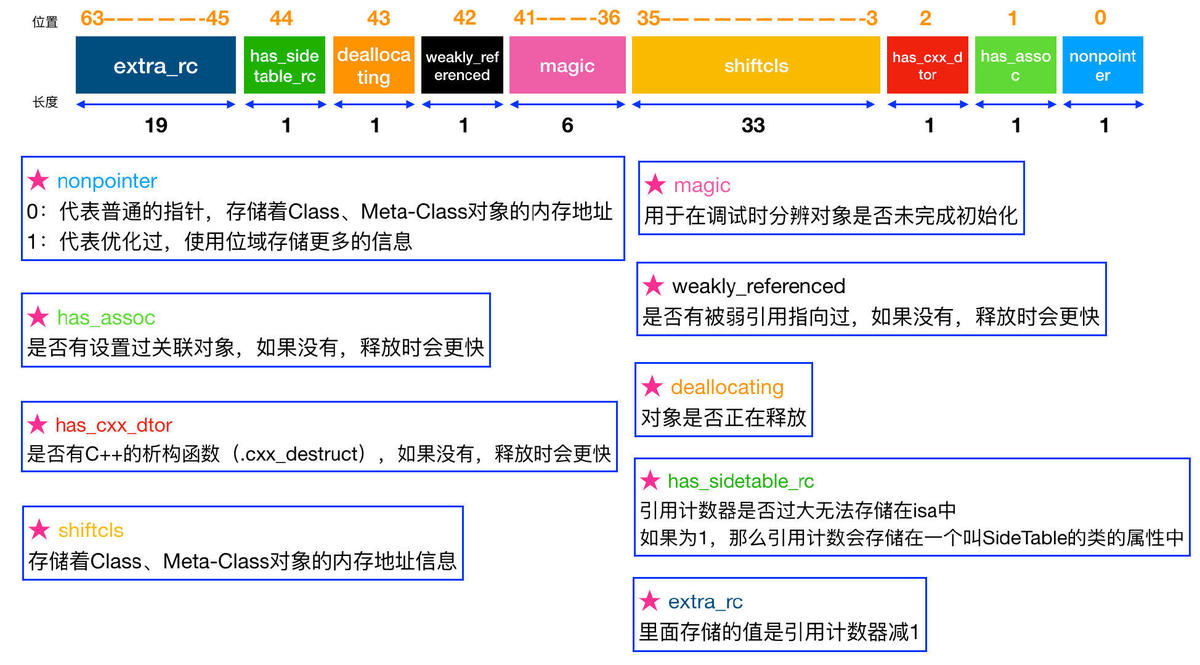 位置 63------45 44 43 42 41----36 35---------------3 2 1 0
extra_rc
has_side
table_rc
dealloca
ting
weakly_ref
erenced
magic
shiftcls
has_cxx_d
tor
has_asso
c
nonpoint
er
长度
19 1 1 1 6 33 1 1 1
★ nonpointer
0：代表普通的指针，存储着Class、Meta-Class对象的内存地址
1：代表优化过，使用位域存储更多的信息
★ has_assoc
是否有设置过关联对象，如果没有，释放时会更快
★ has_cxx_dtor
是否有C++的析构函数（.cxx_destruct），如果没有，释放时会更快
★ shiftcls
存储着Class、Meta-Class对象的内存地址信息
★ magic
用于在调试时分辨对象是否未完成初始化
★ weakly_referenced
是否有被弱引用指向过，如果没有，释放时会更快
★ deallocating
对象是否正在释放
★ has_sidetable_rc
引用计数器是否过大无法存储在isa中
如果为1，那么引用计数会存储在一个叫SideTable的类的属性中
★ extra_rc
里面存储的值是引用计数器减1